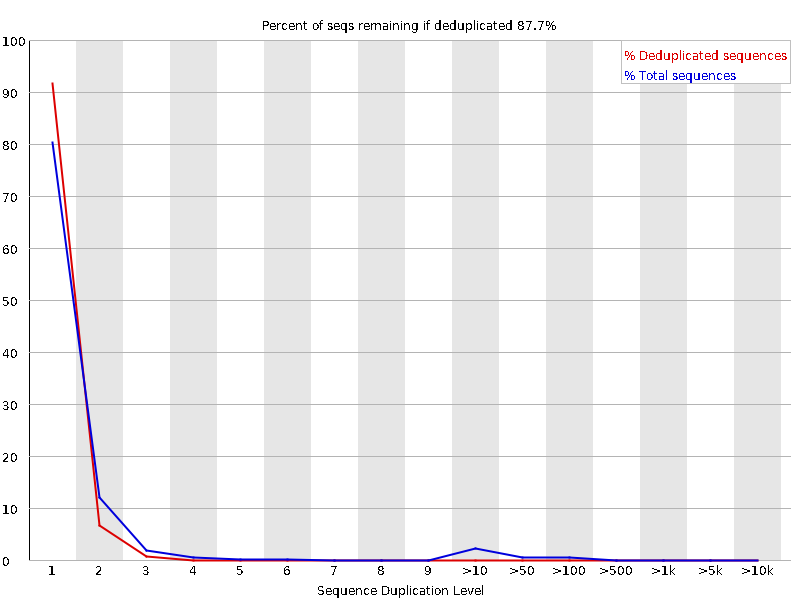 Percent of seqs remaining if deduplicated 87.7%
% Deduplicated sequences
% Total sequences
100
90
80
70
60
50
40
30
20
10
0
1 2 3 4 5 6 7 8 9 >10 >50 >100 >500 >1k >5k >10k
Sequence Duplication Level